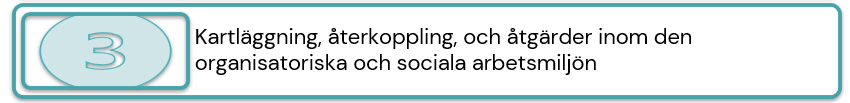 3
Kartläggning, återkoppling, och åtgärder inom den
organisatoriska och sociala arbetsmiljön